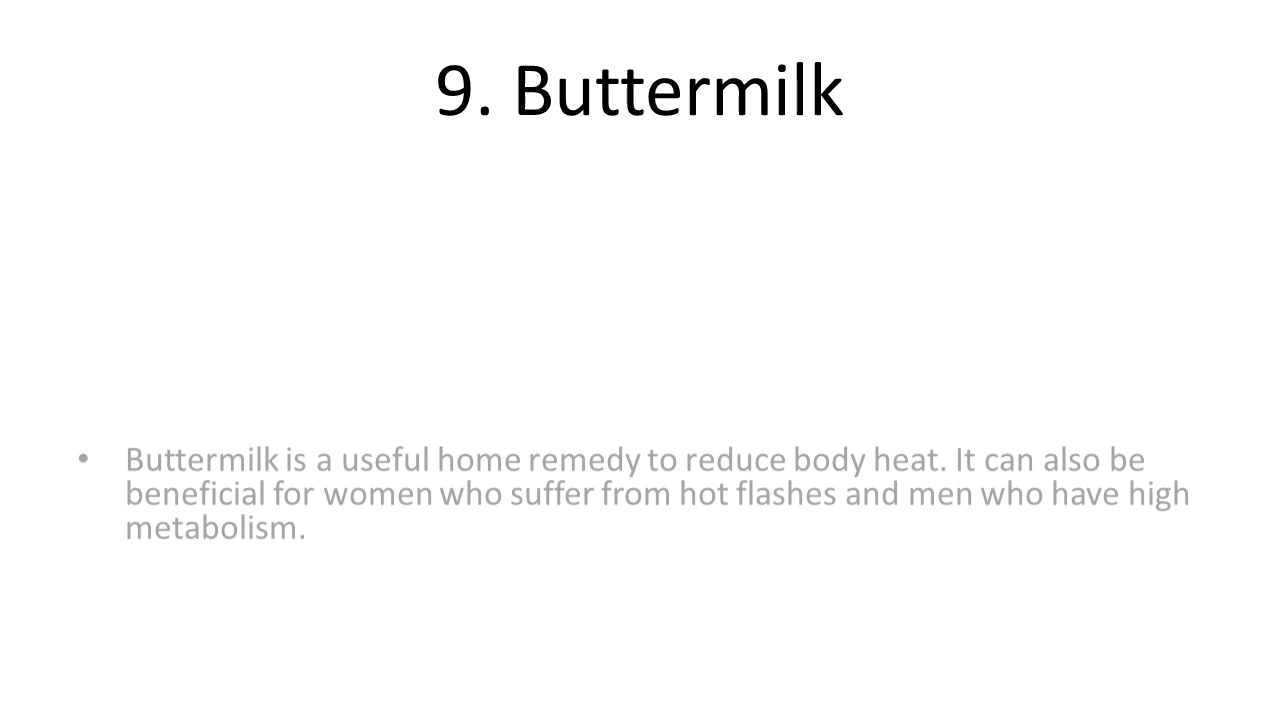 9. Buttermilk
• Buttermilk is a useful home remedy to reduce body heat. It can also be
beneficial for women who suffer from hot flashes and men who have high
metabolism.